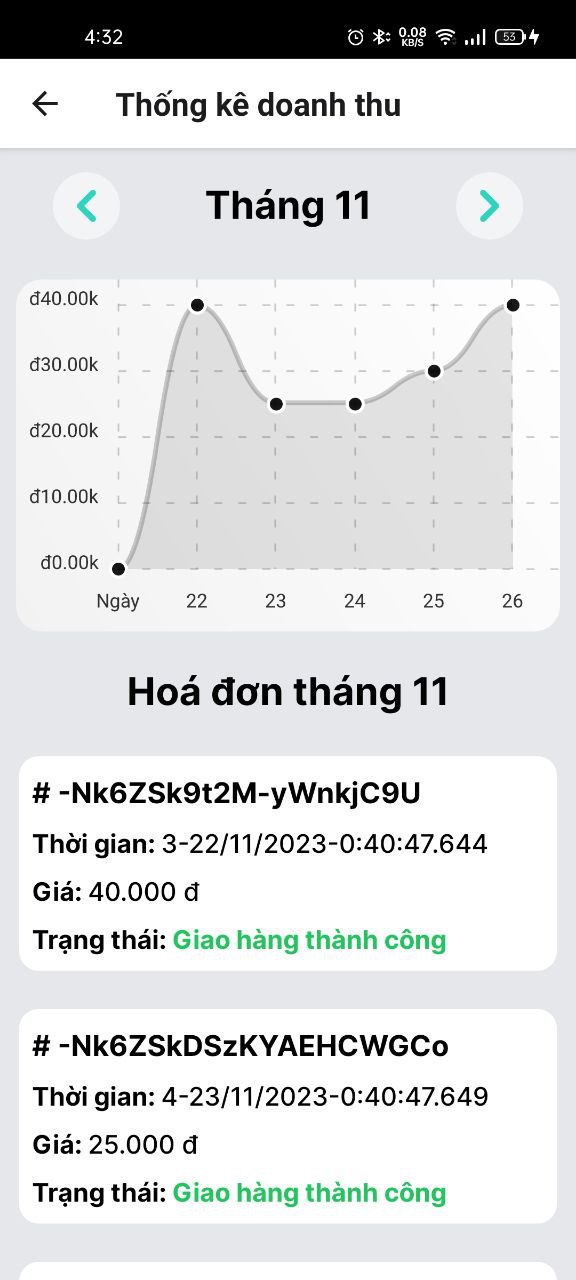 4:32
0.08
KB/S
53
Thống kê doanh thu
Tháng 11
đ40.00k
đ30.00k
đ20.00k
đ10.00k
đ0.00k
Ngày 22 23 24 25 26
Hoá đơn tháng 11
# -Nk6ZSk9t2M-yWnkjC9U
Thời gian: 3-22/11/2023-0:40:47.644
Giá: 40.000 đ
Trạng thái: Giao hàng thành công
# -Nk6ZSkDSzKYAEHCWGCo
Thời gian: 4-23/11/2023-0:40:47.649
Giá: 25.000 đ
Trạng thái: Giao hàng thành công